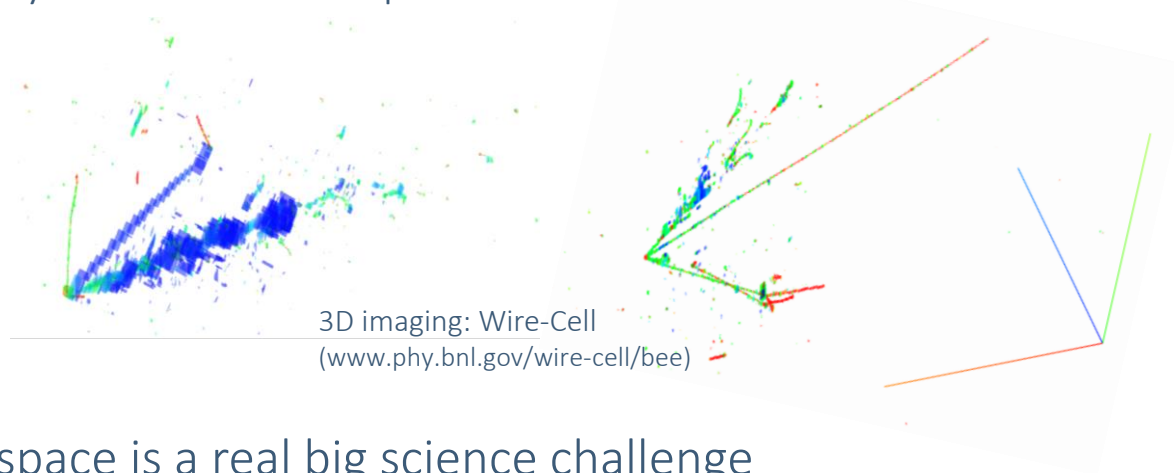 3D imaging: Wire-Cell
(www.phy.bnl.gov/wire-cell/bee)
space is a real big science challenge